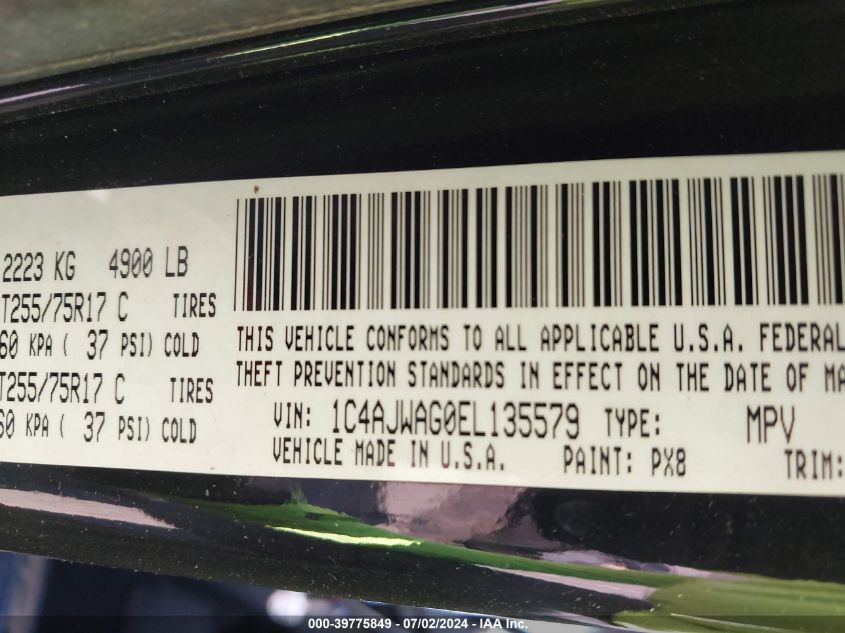 2223 KG 4900 LB
T255/75R17 C TIRES
60 KPA ( 37 PSI) COLD
T255/75R17 C TIRES
60 KPA ( 37 PSI) COLD
THIS VEHICLE CONFORMS TO ALL APPLICABLE U.S.A. FEDERAL
THEFT PREVENTION STANDARDS IN EFFECT ON THE DATE OF MA
VIN: 1C4AJWAG0EL135579 TYPE: MPV
VEHICLE MADE IN U.S.A. PAINT: PX8 TRIM:
000-39775849 - 07/02/2024 - IAA Inc.